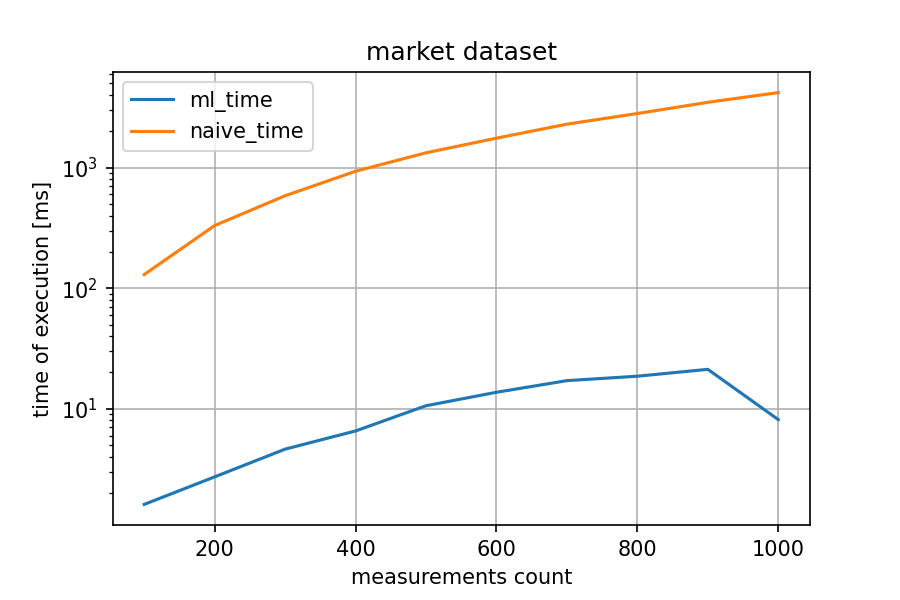 market dataset
ml_time
naive_time
time of execution [ms]
10³
10²
10¹
200 400 600 800 1000
measurements count